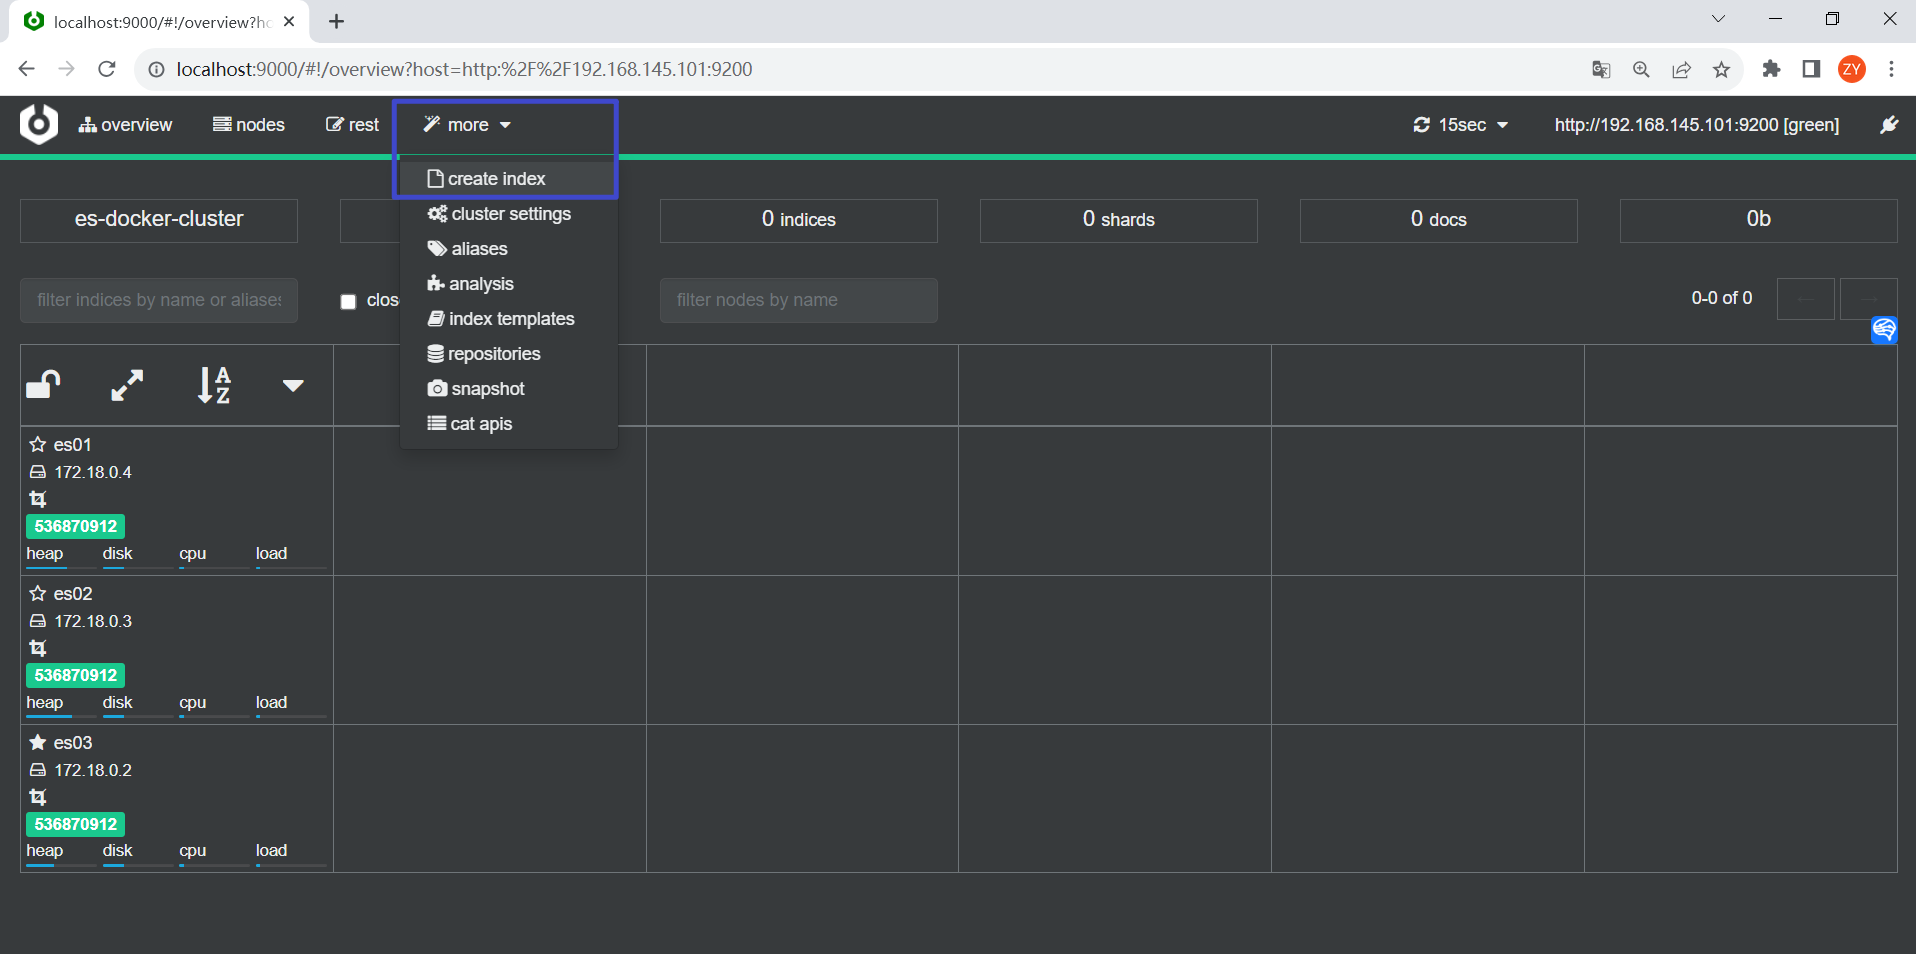 localhost:9000/#!/overview?ho
localhost:9000/#!/overview?host=http:%2F%2F192.168.145.101:9200
ZY
overview
nodes
rest
more
15sec
http://192.168.145.101:9200 [green]
create index
cluster settings
aliases
analysis
index templates
repositories
snapshot
cat apis
es-docker-cluster
0 indices
0 shards
0 docs
0b
filter indices by name or aliases
clos
filter nodes by name
0-0 of 0
es01
172.18.0.4
536870912
heap disk cpu load
es02
172.18.0.3
536870912
heap disk cpu load
es03
172.18.0.2
536870912
heap disk cpu load